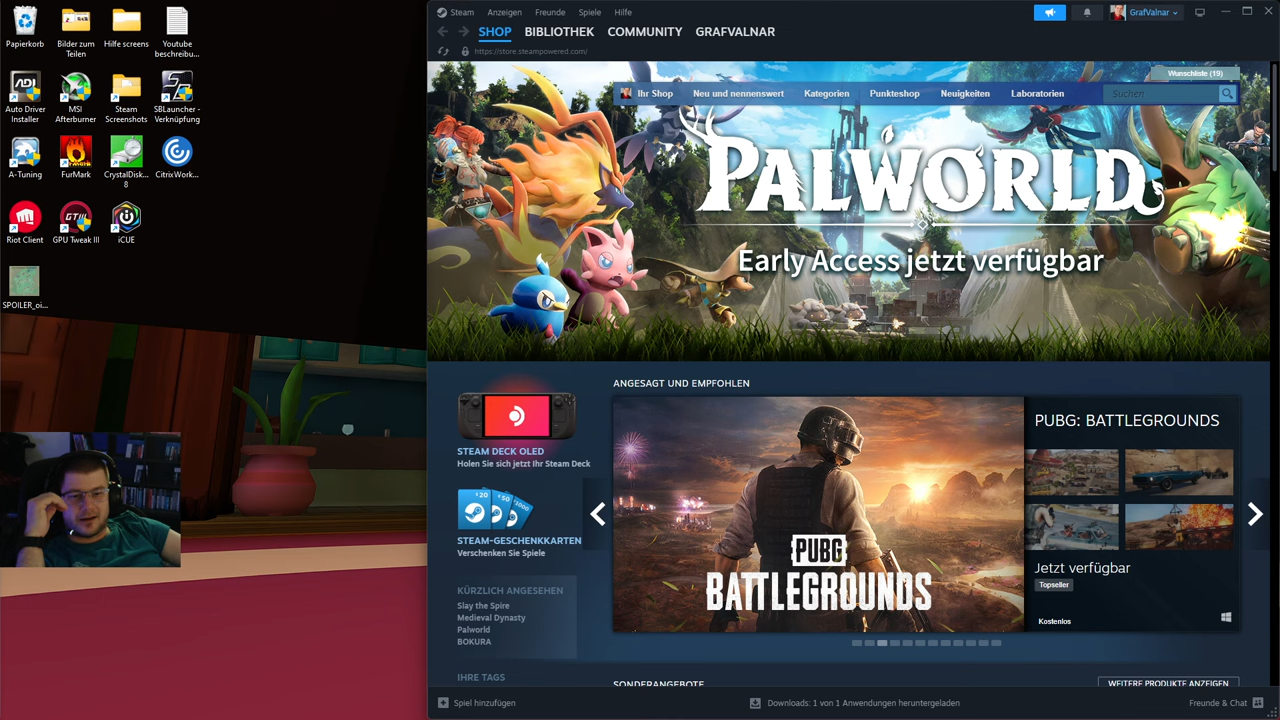 Papierkorb
Bilder zum Teilen
Hilfe screens
Youtube beschreibu...
Auto Driver Installer
MSI Afterburner
Steam Screenshots
SBLauncher - Verknüpfung
A-Tuning
FurMark
CrystalDisk... 8
CitrixWork...
Riot Client
GPU Tweak III
iCUE
SPOILER_oi...
Steam Anzeigen Freunde Spiele Hilfe
GrafValnar
SHOP BIBLIOTHEK COMMUNITY GRAFVALNAR
https://store.steampowered.com/
Wunschliste (19)
Ihr Shop Neu und nennenswert Kategorien Punkteshop Neuigkeiten Laboratorien
Suchen
PALWORLD
Early Access jetzt verfügbar
ANGESAGT UND EMPFOHLEN
STEAM DECK OLED
Holen Sie sich jetzt Ihr Steam Deck
$20 $50
STEAM-GESCHENKKARTEN
Verschenken Sie Spiele
KÜRZLICH ANGESEHEN
Slay the Spire
Medieval Dynasty
Palworld
BOKURA
IHRE TAGS
PUBG
BATTLEGROUNDS
PUBG: BATTLEGROUNDS
Jetzt verfügbar
Topseller
Kostenlos
SONDERANGEBOTE
WEITERE PRODUKTE ANZEIGEN
Spiel hinzufügen
Downloads: 1 von 1 Anwendungen heruntergeladen
Freunde & Chat